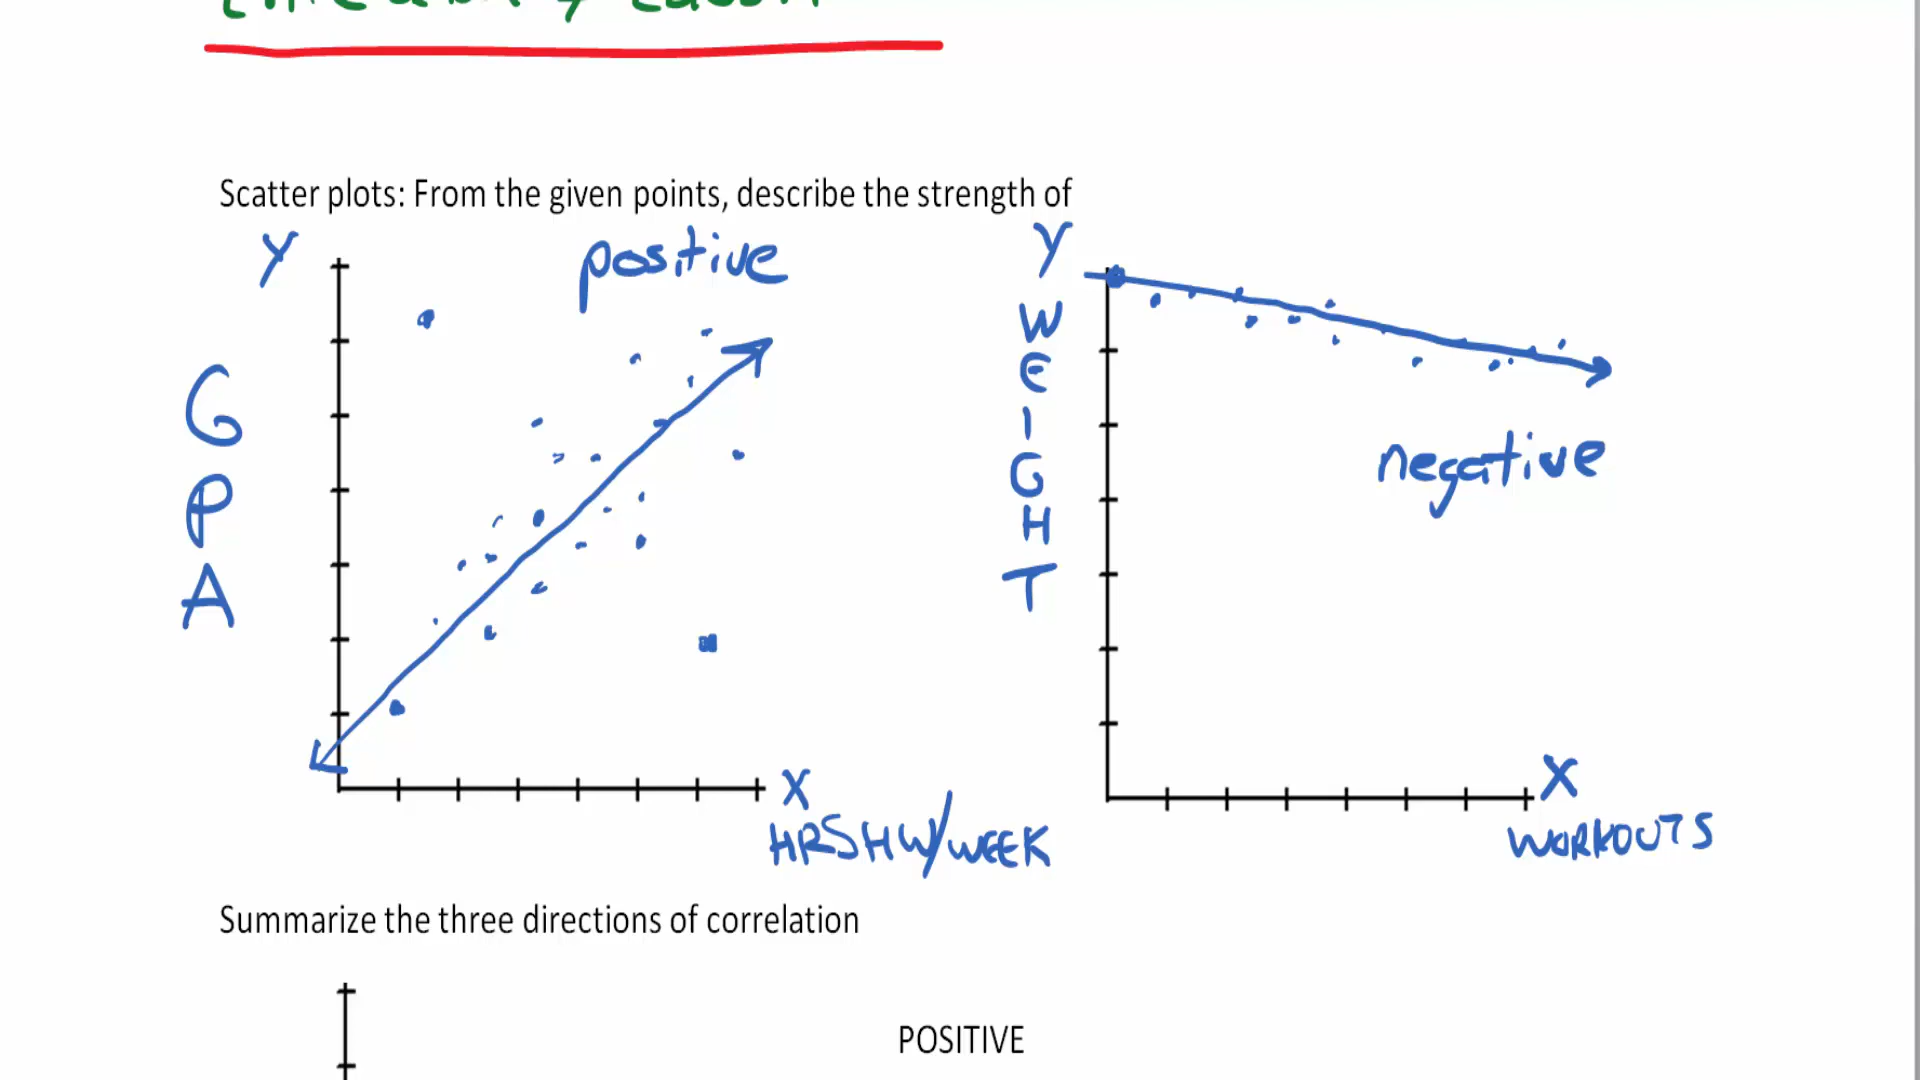 Scatter plots: From the given points, describe the strength of
Y
positive
G
P
A
X
HRS HW/WEEK
Y
W
E
I
G
H
T
negative
X
WORKOUTS
Summarize the three directions of correlation
POSITIVE